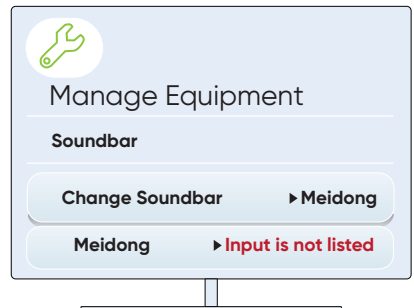 Manage Equipment
Soundbar
Change Soundbar ▸ Meidong
Meidong ▸ Input is not listed